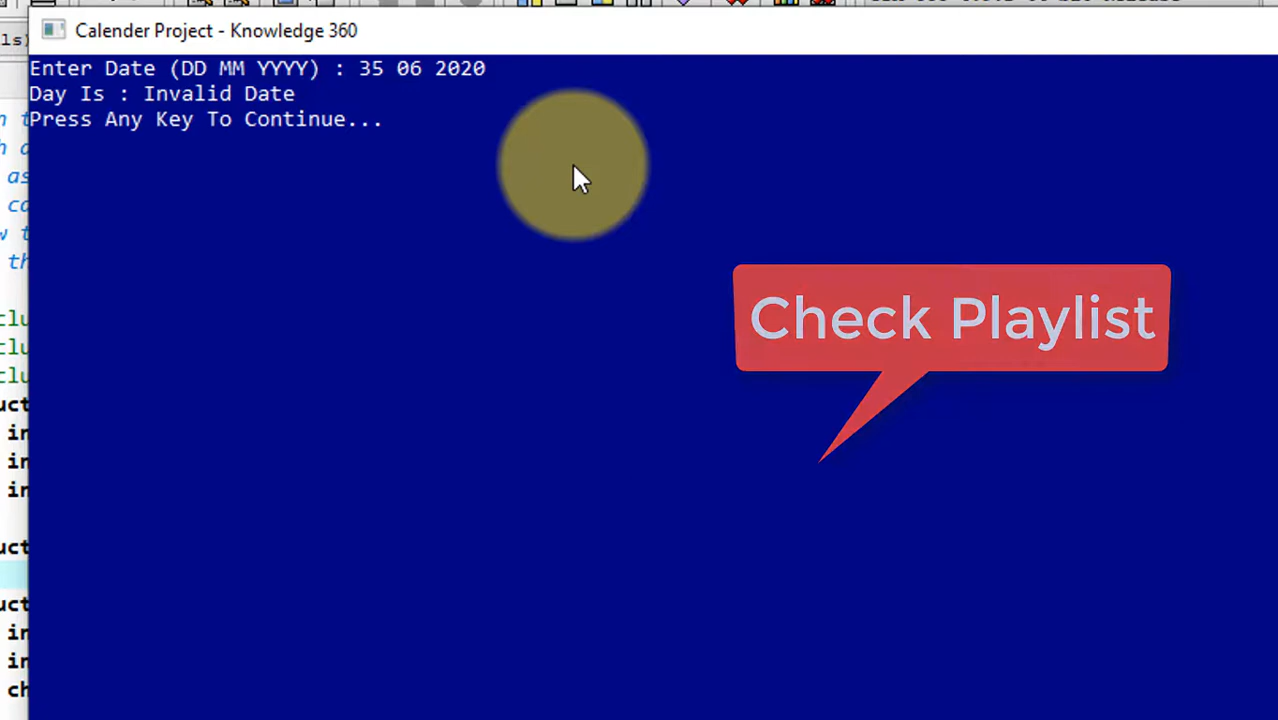 Calender Project - Knowledge 360
Enter Date (DD MM YYYY) : 35 06 2020
Day Is : Invalid Date
Press Any Key To Continue...
Check Playlist